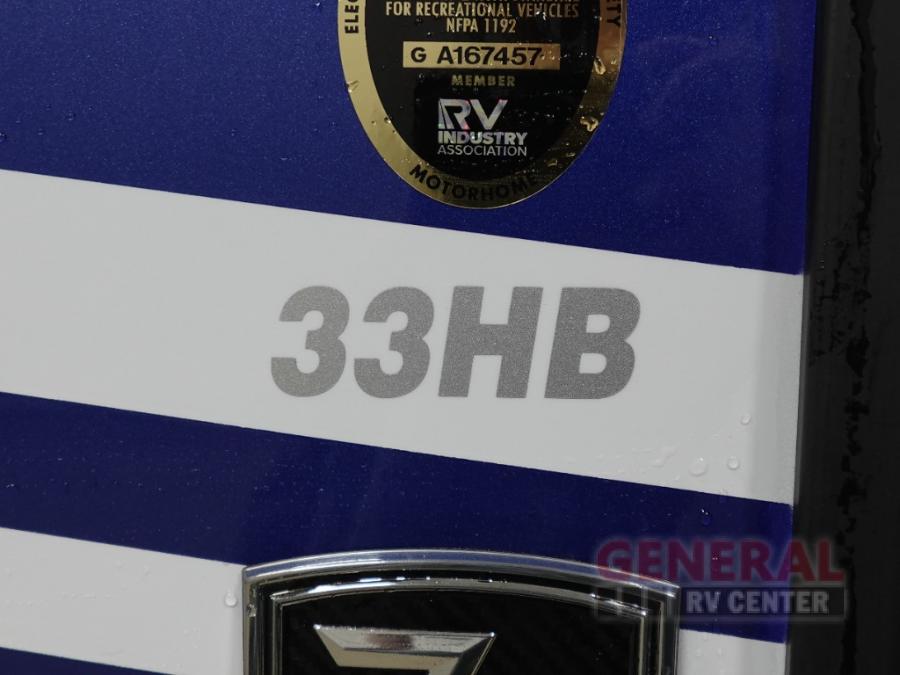 FOR RECREATIONAL VEHICLES
NFPA 1192
G A167457
MEMBER
RV
INDUSTRY
ASSOCIATION
MOTORHOME
33HB
GENERAL
RV CENTER